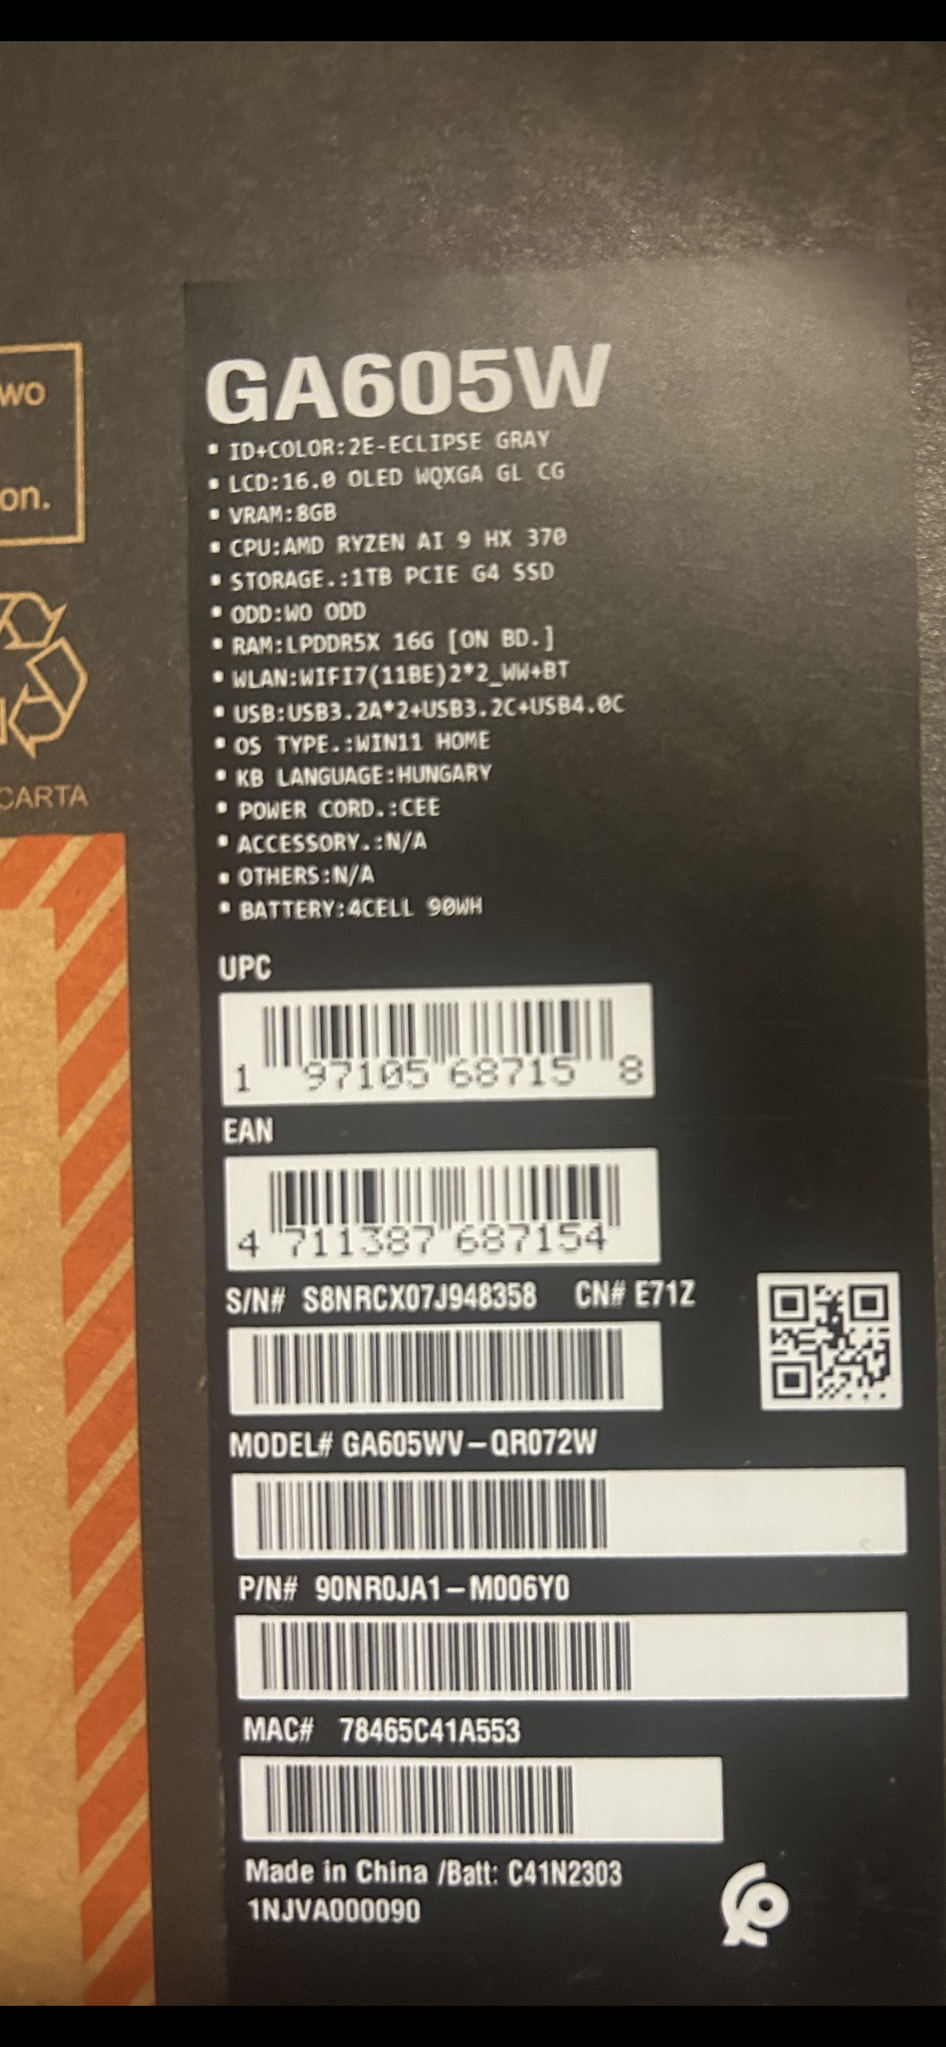 wo
on.
CARTA
GA605W
▪ ID+COLOR:2E-ECLIPSE GRAY
▪ LCD:16.0 OLED WQXGA GL CG
▪ VRAM:8GB
▪ CPU:AMD RYZEN AI 9 HX 370
▪ STORAGE.:1TB PCIE G4 SSD
▪ ODD:WO ODD
▪ RAM:LPDDR5X 16G [ON BD.]
▪ WLAN:WIFI7(11BE)2*2_WW+BT
▪ USB:USB3.2A*2+USB3.2C+USB4.0C
▪ OS TYPE.:WIN11 HOME
▪ KB LANGUAGE:HUNGARY
▪ POWER CORD.:CEE
▪ ACCESSORY.:N/A
▪ OTHERS:N/A
▪ BATTERY:4CELL 90WH
UPC
1 97105 68715 8
EAN
4 711387 687154
S/N# S8NRCX07J948358 CN# E71Z
MODEL# GA605WV-QR072W
P/N# 90NR0JA1-M006Y0
MAC# 78465C41A553
Made in China /Batt: C41N2303
1NJVA000090